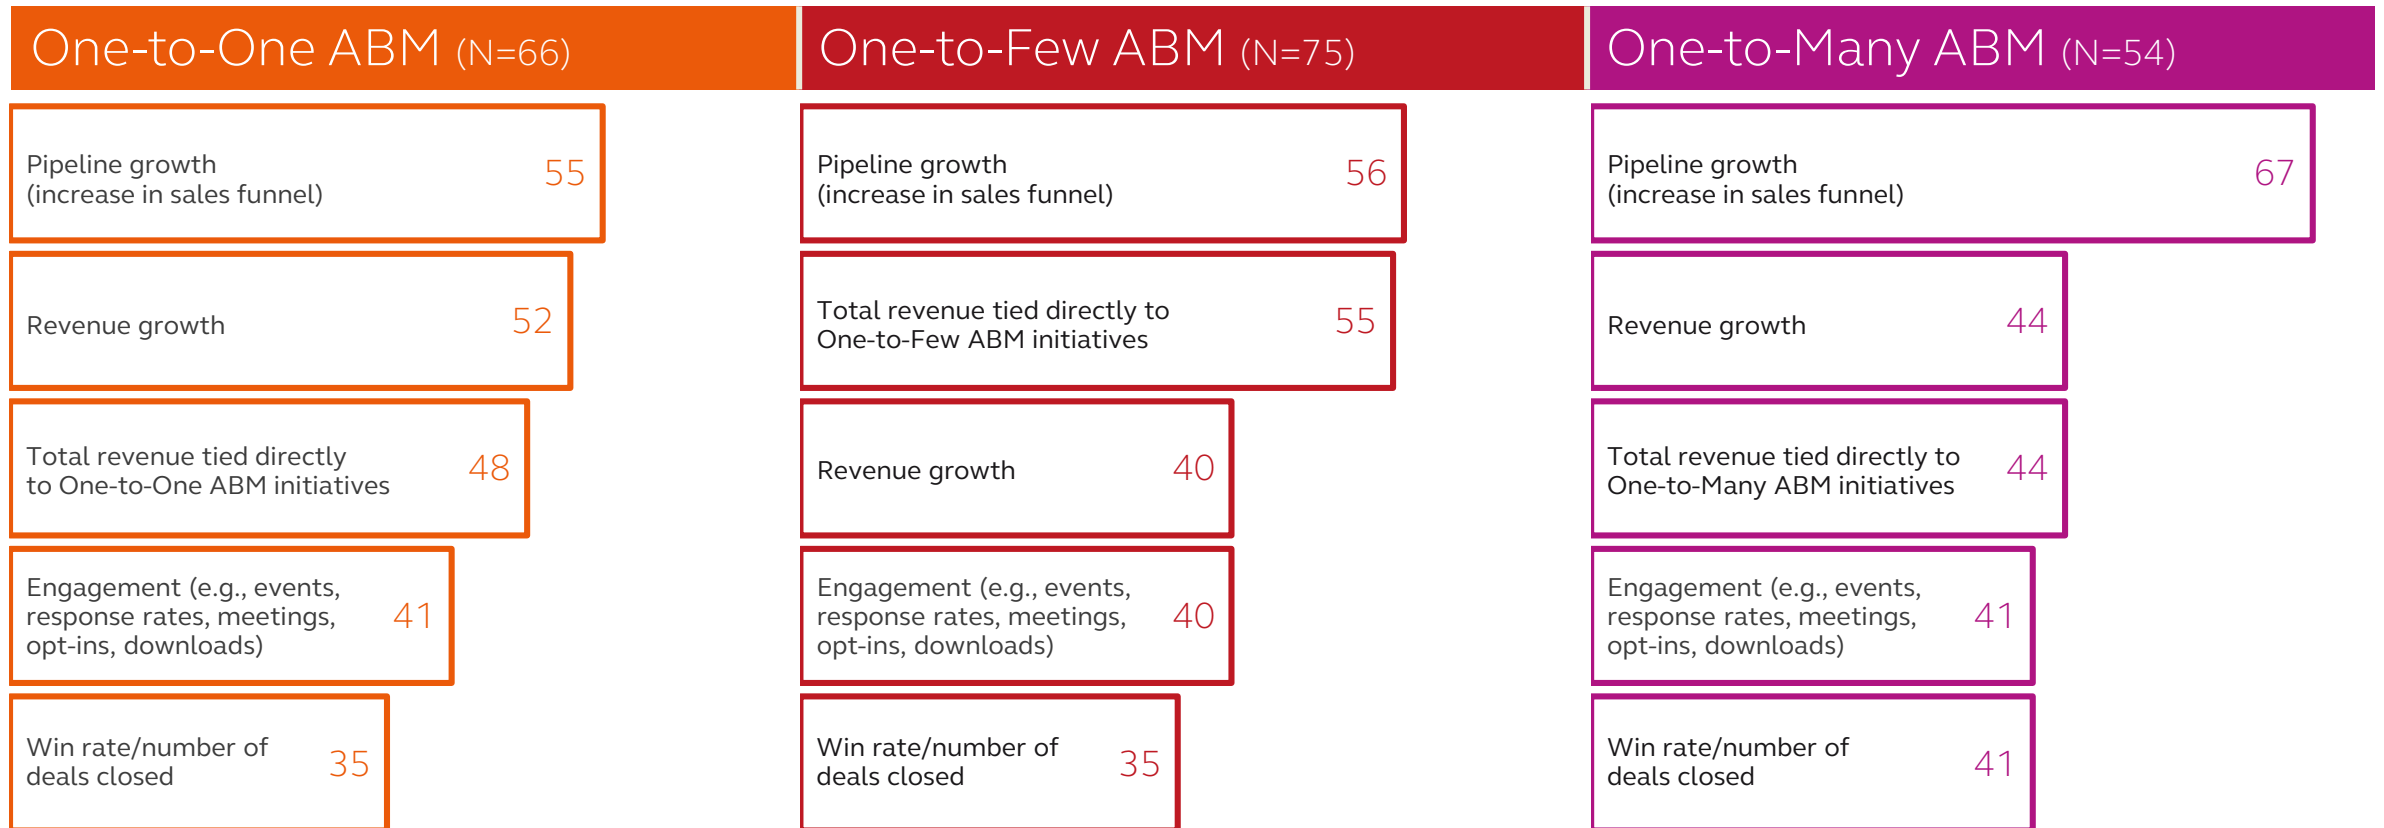 One-to-One ABM (N=66)
Pipeline growth
(increase in sales funnel)
55
Revenue growth
52
Total revenue tied directly
to One-to-One ABM initiatives
48
Engagement (e.g., events,
response rates, meetings,
opt-ins, downloads)
41
Win rate/number of
deals closed
35
One-to-Few ABM (N=75)
Pipeline growth
(increase in sales funnel)
56
Total revenue tied directly to
One-to-Few ABM initiatives
55
Revenue growth
40
Engagement (e.g., events,
response rates, meetings,
opt-ins, downloads)
40
Win rate/number of
deals closed
35
One-to-Many ABM (N=54)
Pipeline growth
(increase in sales funnel)
67
Revenue growth
44
Total revenue tied directly to
One-to-Many ABM initiatives
44
Engagement (e.g., events,
response rates, meetings,
opt-ins, downloads)
41
Win rate/number of
deals closed
41